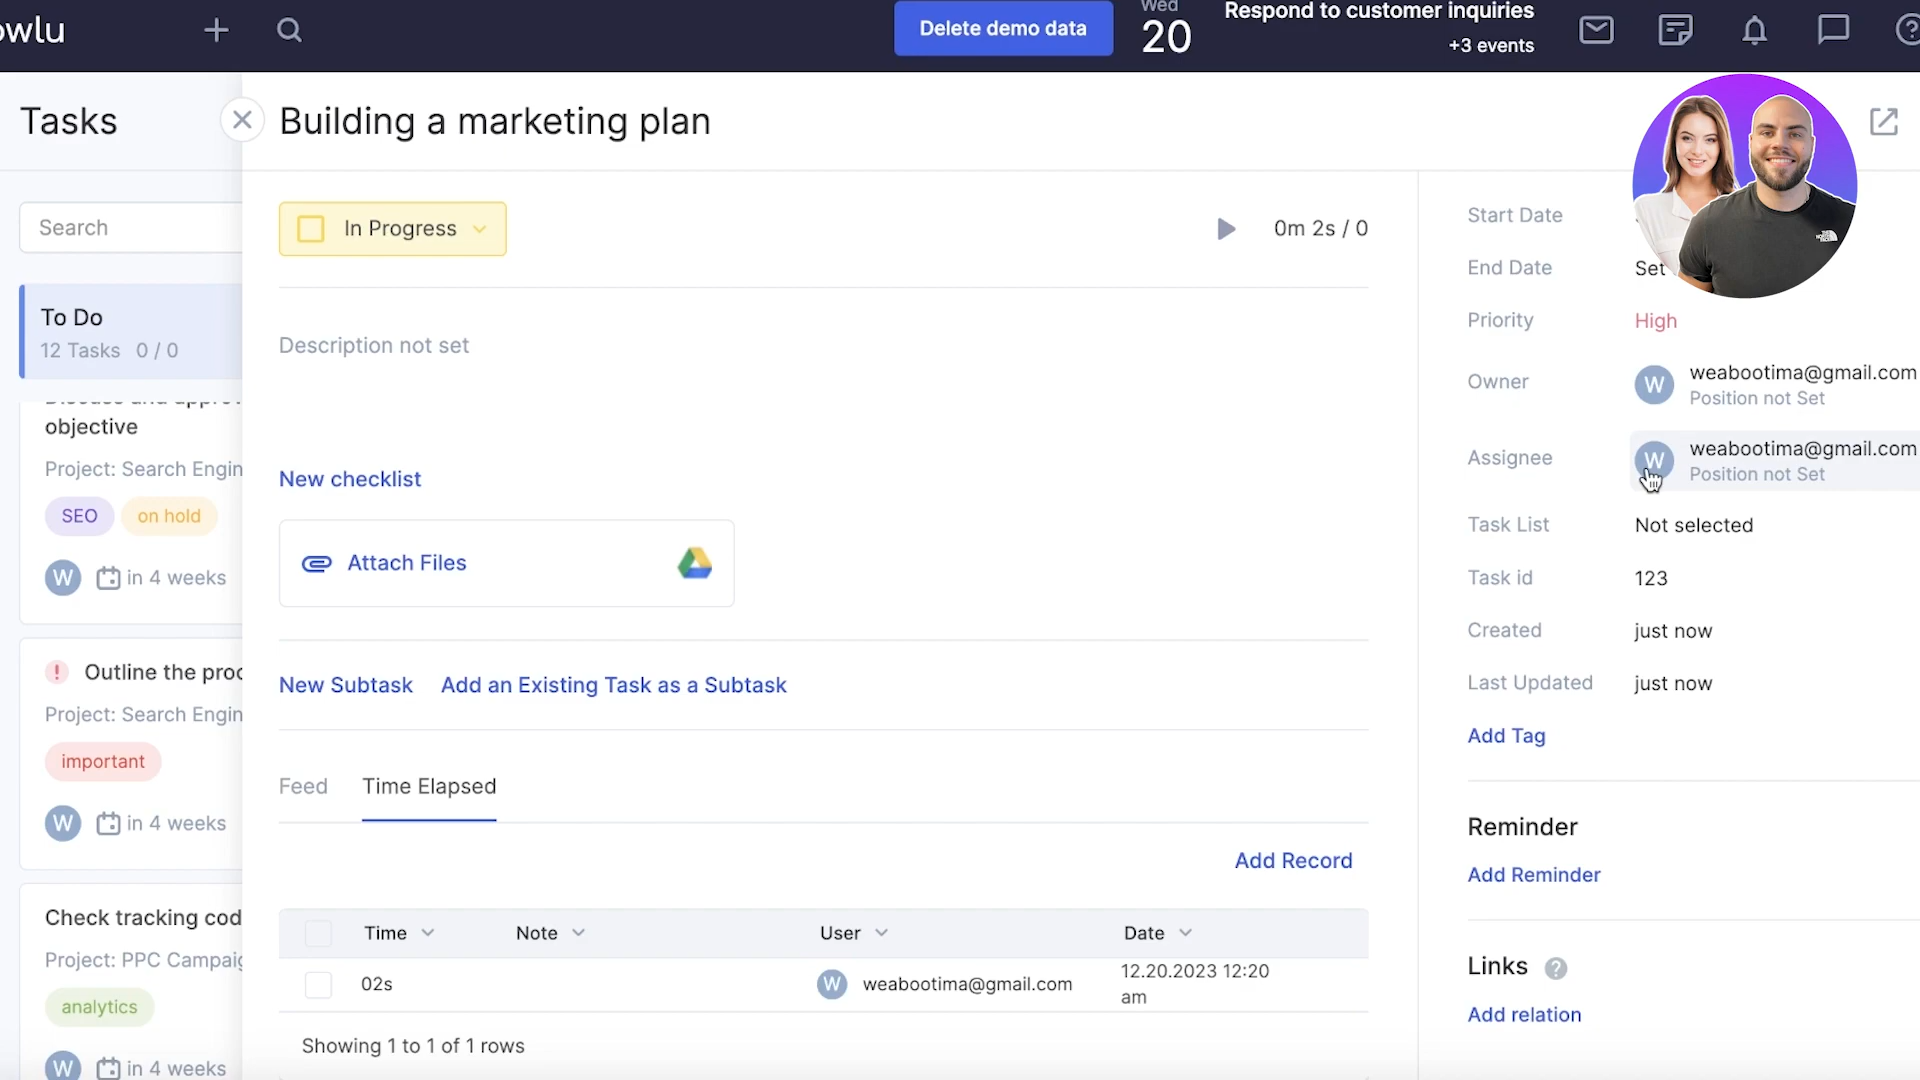 owlu
Delete demo data
Wed
20
Respond to customer inquiries
+3 events
Tasks
Building a marketing plan
Search
To Do
12 Tasks 0 / 0
objective
Project: Search Engin
SEO
on hold
W
in 4 weeks
!
Outline the proc
Project: Search Engin
important
W
in 4 weeks
Check tracking cod
Project: PPC Campaig
analytics
W
in 4 weeks
In Progress
0m 2s / 0
Description not set
New checklist
Attach Files
New Subtask
Add an Existing Task as a Subtask
Feed
Time Elapsed
Add Record
Time
Note
User
Date
02s
W
weabootima@gmail.com
12.20.2023 12:20
am
Showing 1 to 1 of 1 rows
Start Date
End Date
Set
Priority
High
Owner
W
weabootima@gmail.com
Position not Set
Assignee
W
weabootima@gmail.com
Position not Set
Task List
Not selected
Task id
123
Created
just now
Last Updated
just now
Add Tag
Reminder
Add Reminder
Links
?
Add relation